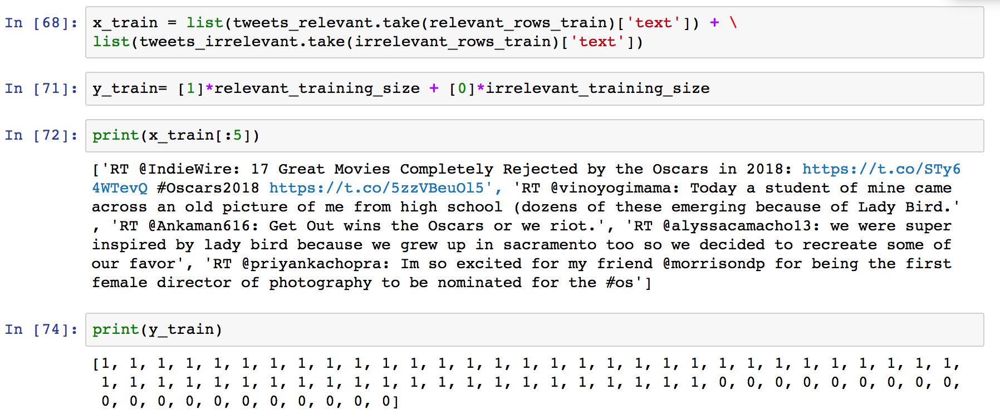 In [68]: x_train = list(tweets_relevant.take(relevant_rows_train)['text']) + \
list(tweets_irrelevant.take(irrelevant_rows_train)['text'])
In [71]: y_train= [1]*relevant_training_size + [0]*irrelevant_training_size
In [72]: print(x_train[:5])
['RT @IndieWire: 17 Great Movies Completely Rejected by the Oscars in 2018: https://t.co/STy6
4WTevQ #Oscars2018 https://t.co/5zzVBeuOl5', 'RT @vinoyogimama: Today a student of mine came
across an old picture of me from high school (dozens of these emerging because of Lady Bird.'
, 'RT @Ankaman616: Get Out wins the Oscars or we riot.', 'RT @alyssacamacho13: we were super
inspired by lady bird because we grew up in sacramento too so we decided to recreate some of
our favor', 'RT @priyankachopra: Im so excited for my friend @morrisondp for being the first
female director of photography to be nominated for the #os']
In [74]: print(y_train)
[1, 1, 1, 1, 1, 1, 1, 1, 1, 1, 1, 1, 1, 1, 1, 1, 1, 1, 1, 1, 1, 1, 1, 1, 1, 1, 1, 1, 1, 1, 1,
1, 1, 1, 1, 1, 1, 1, 1, 1, 1, 1, 1, 1, 1, 1, 1, 1, 1, 1, 1, 1, 1, 0, 0, 0, 0, 0, 0, 0, 0, 0,
0, 0, 0, 0, 0, 0, 0, 0, 0, 0, 0]